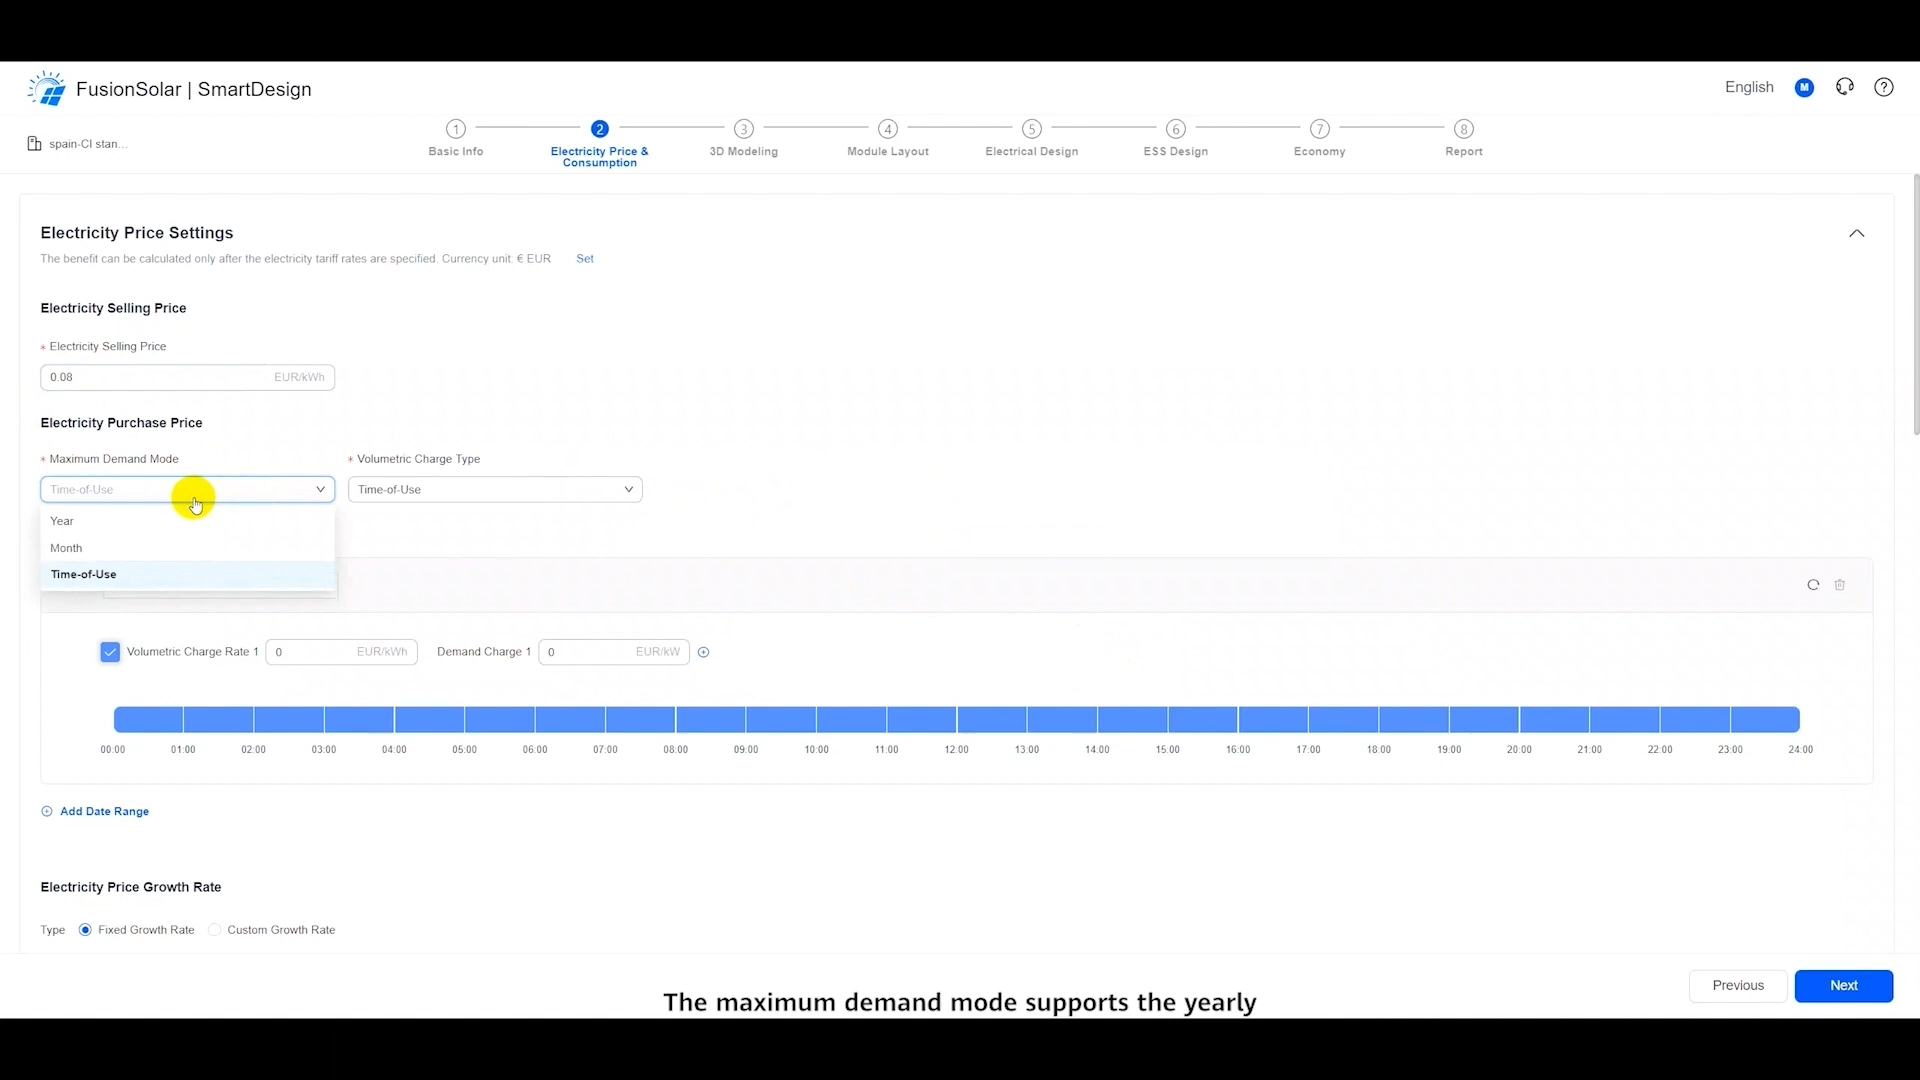 FusionSolar | SmartDesign
English
M
?
spain-CI stan...
1
2
3
4
5
6
7
8
Basic Info
Electricity Price &
Consumption
3D Modeling
Module Layout
Electrical Design
ESS Design
Economy
Report
Electricity Price Settings
The benefit can be calculated only after the electricity tariff rates are specified. Currency unit: € EUR
Set
Electricity Selling Price
* Electricity Selling Price
0.08 EUR/kWh
Electricity Purchase Price
* Maximum Demand Mode
* Volumetric Charge Type
Time-of-Use
Time-of-Use
Year
Month
Time-of-Use
Volumetric Charge Rate 1
0 EUR/kWh
Demand Charge 1
0 EUR/kW
00:00 01:00 02:00 03:00 04:00 05:00 06:00 07:00 08:00 09:00 10:00 11:00 12:00 13:00 14:00 15:00 16:00 17:00 18:00 19:00 20:00 21:00 22:00 23:00 24:00
Add Date Range
Electricity Price Growth Rate
Type Fixed Growth Rate Custom Growth Rate
Previous
Next
The maximum demand mode supports the yearly